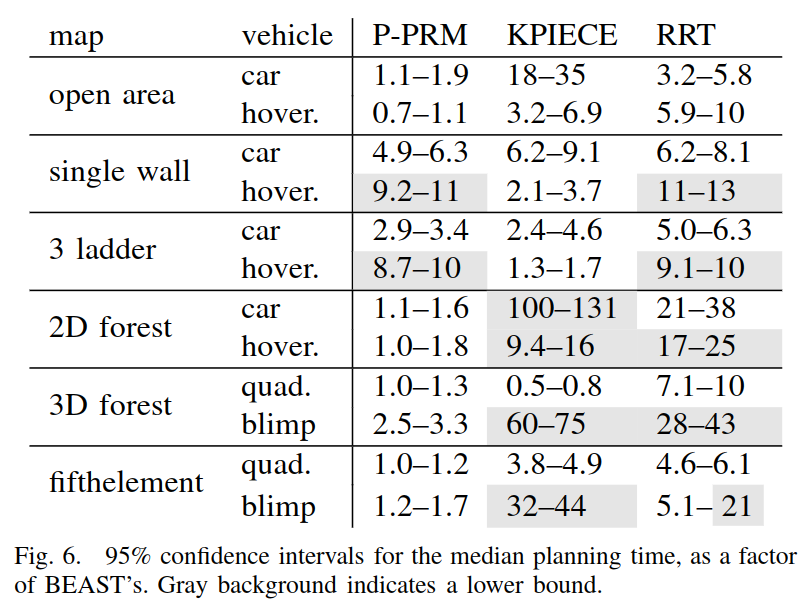 map vehicle P-PRM KPIECE RRT
open area car 1.1–1.9 18–35 3.2–5.8
hover. 0.7–1.1 3.2–6.9 5.9–10
single wall car 4.9–6.3 6.2–9.1 6.2–8.1
hover. 9.2–11 2.1–3.7 11–13
3 ladder car 2.9–3.4 2.4–4.6 5.0–6.3
hover. 8.7–10 1.3–1.7 9.1–10
2D forest car 1.1–1.6 100–131 21–38
hover. 1.0–1.8 9.4–16 17–25
3D forest quad. 1.0–1.3 0.5–0.8 7.1–10
blimp 2.5–3.3 60–75 28–43
fifthelement quad. 1.0–1.2 3.8–4.9 4.6–6.1
blimp 1.2–1.7 32–44 5.1– 21
Fig. 6. 95% confidence intervals for the median planning time, as a factor
of BEAST's. Gray background indicates a lower bound.